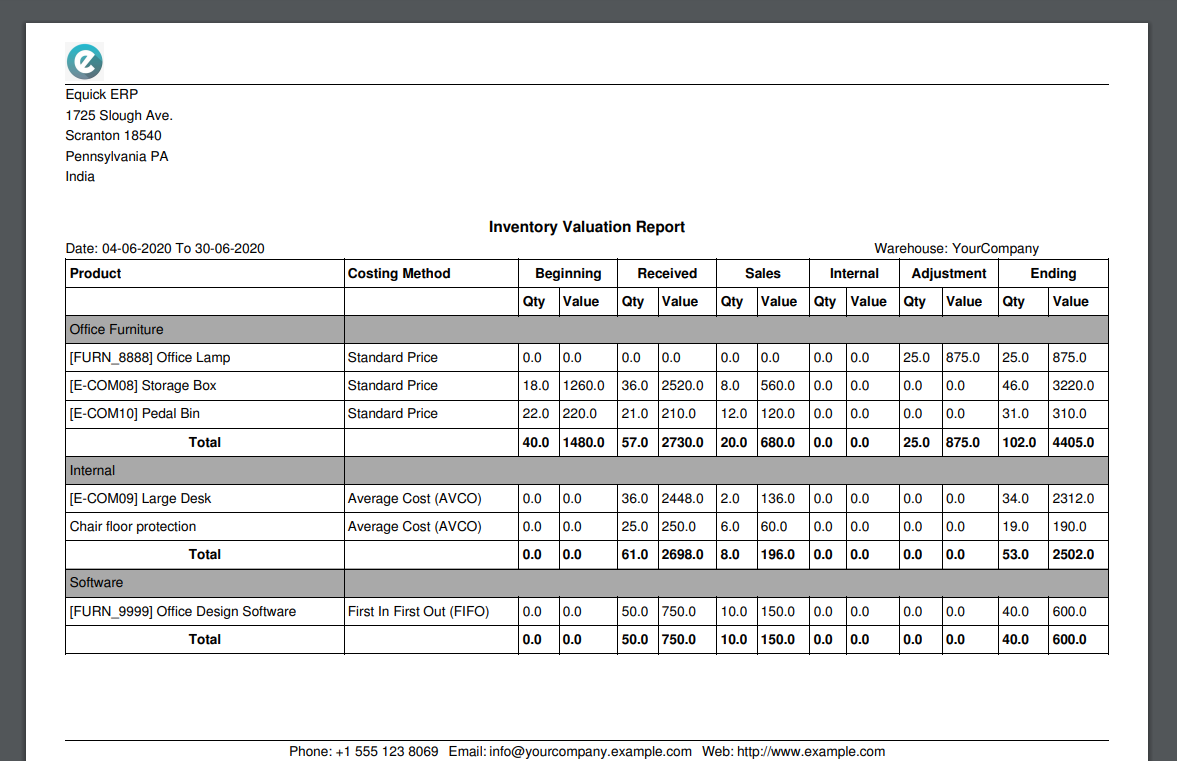 Equick ERP
1725 Slough Ave.
Scranton 18540
Pennsylvania PA
India
Inventory Valuation Report
Date: 04-06-2020 To 30-06-2020 Warehouse: YourCompany
Product Costing Method Beginning Received Sales Internal Adjustment Ending
Qty Value Qty Value Qty Value Qty Value Qty Value Qty Value
Office Furniture
[FURN_8888] Office Lamp Standard Price 0.0 0.0 0.0 0.0 0.0 0.0 0.0 0.0 25.0 875.0 25.0 875.0
[E-COM08] Storage Box Standard Price 18.0 1260.0 36.0 2520.0 8.0 560.0 0.0 0.0 0.0 0.0 46.0 3220.0
[E-COM10] Pedal Bin Standard Price 22.0 220.0 21.0 210.0 12.0 120.0 0.0 0.0 0.0 0.0 31.0 310.0
Total 40.0 1480.0 57.0 2730.0 20.0 680.0 0.0 0.0 25.0 875.0 102.0 4405.0
Internal
[E-COM09] Large Desk Average Cost (AVCO) 0.0 0.0 36.0 2448.0 2.0 136.0 0.0 0.0 0.0 0.0 34.0 2312.0
Chair floor protection Average Cost (AVCO) 0.0 0.0 25.0 250.0 6.0 60.0 0.0 0.0 0.0 0.0 19.0 190.0
Total 0.0 0.0 61.0 2698.0 8.0 196.0 0.0 0.0 0.0 0.0 53.0 2502.0
Software
[FURN_9999] Office Design Software First In First Out (FIFO) 0.0 0.0 50.0 750.0 10.0 150.0 0.0 0.0 0.0 0.0 40.0 600.0
Total 0.0 0.0 50.0 750.0 10.0 150.0 0.0 0.0 0.0 0.0 40.0 600.0
Phone: +1 555 123 8069 Email: info@yourcompany.example.com Web: http://www.example.com